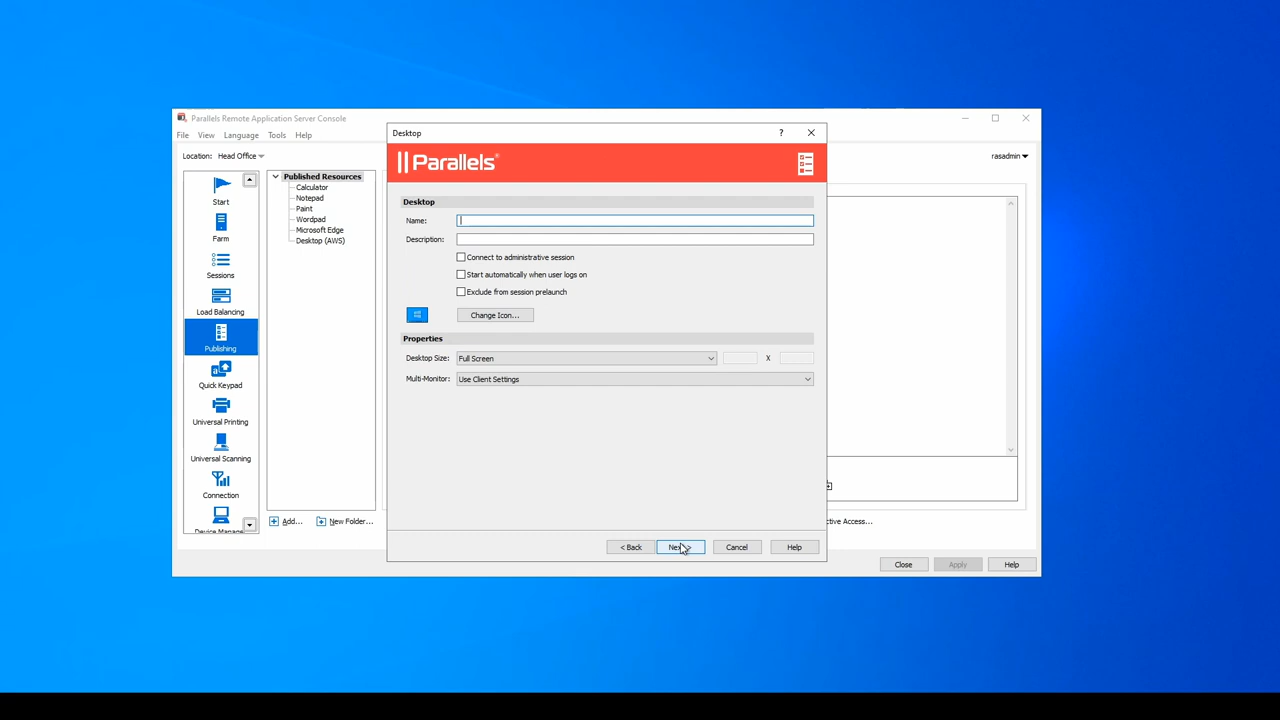 Parallels Remote Application Server Console
File View Language Tools Help
Location: Head Office
rasadmin
Start
Farm
Sessions
Load Balancing
Publishing
Quick Keypad
Universal Printing
Universal Scanning
Connection
Published Resources
Calculator
Notepad
Paint
Wordpad
Microsoft Edge
Desktop (AWS)
Add...
New Folder...
Desktop
?
Parallels®
Desktop
Name:
Description:
Connect to administrative session
Start automatically when user logs on
Exclude from session prelaunch
Change Icon...
Properties
Desktop Size: Full Screen X
Multi-Monitor: Use Client Settings
< Back
Cancel
Help
Close
Apply
Help